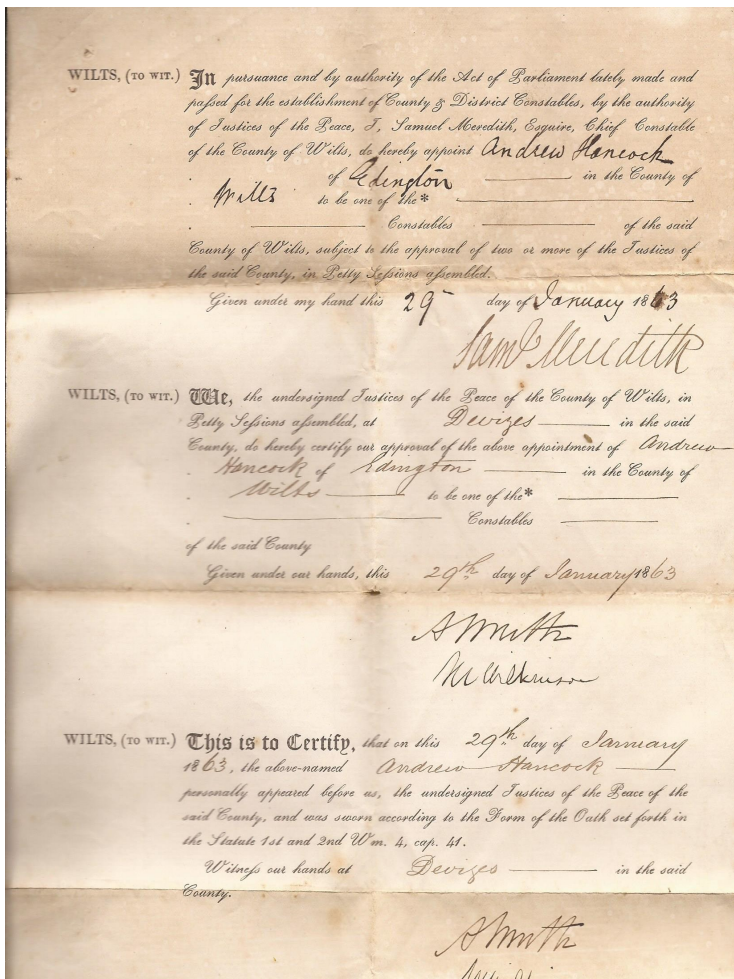 WILTS, (TO WIT.) In pursuance and by authority of the Act of Parliament lately made and
passed for the establishment of County & District Constables, by the authority
of Justices of the Peace, I, Samuel Meredith, Esquire, Chief Constable
of the County of Wilts, do hereby appoint Andrew Hancock
of Edington in the County of
Wilts to be one of the*
Constables of the said
County of Wilts, subject to the approval of two or more of the Justices of
the said County, in Petty Sessions assembled.
Given under my hand this 29 day of January 1863
Saml Meredith
WILTS, (TO WIT.) We, the undersigned Justices of the Peace of the County of Wilts, in
Petty Sessions assembled, at Devizes in the said
County, do hereby certify our approval of the above appointment of Andrew
Hancock of Edington in the County of
Wilts to be one of the*
Constables
of the said County
Given under our hands, this 29th day of January 1863
WILTS, (TO WIT.) This is to Certify, that on this 29th day of January
1863, the above-named Andrew Hancock
personally appeared before us, the undersigned Justices of the Peace of the
said County, and was sworn according to the Form of the Oath set forth in
the Statute 1st and 2nd Wm. 4, cap. 41.
Witness our hands at Devizes in the said
County.